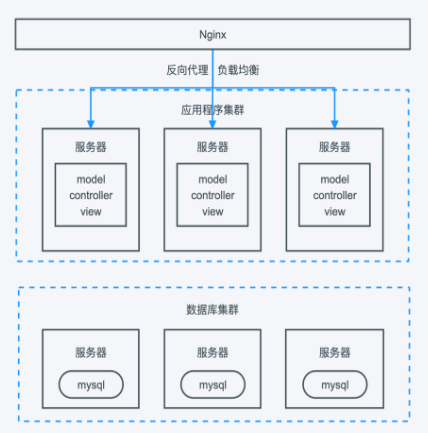 Nginx
反向代理 负载均衡
应用程序集群
服务器 服务器 服务器
model model model
controller controller controller
view view view
数据库集群
服务器 服务器 服务器
mysql mysql mysql